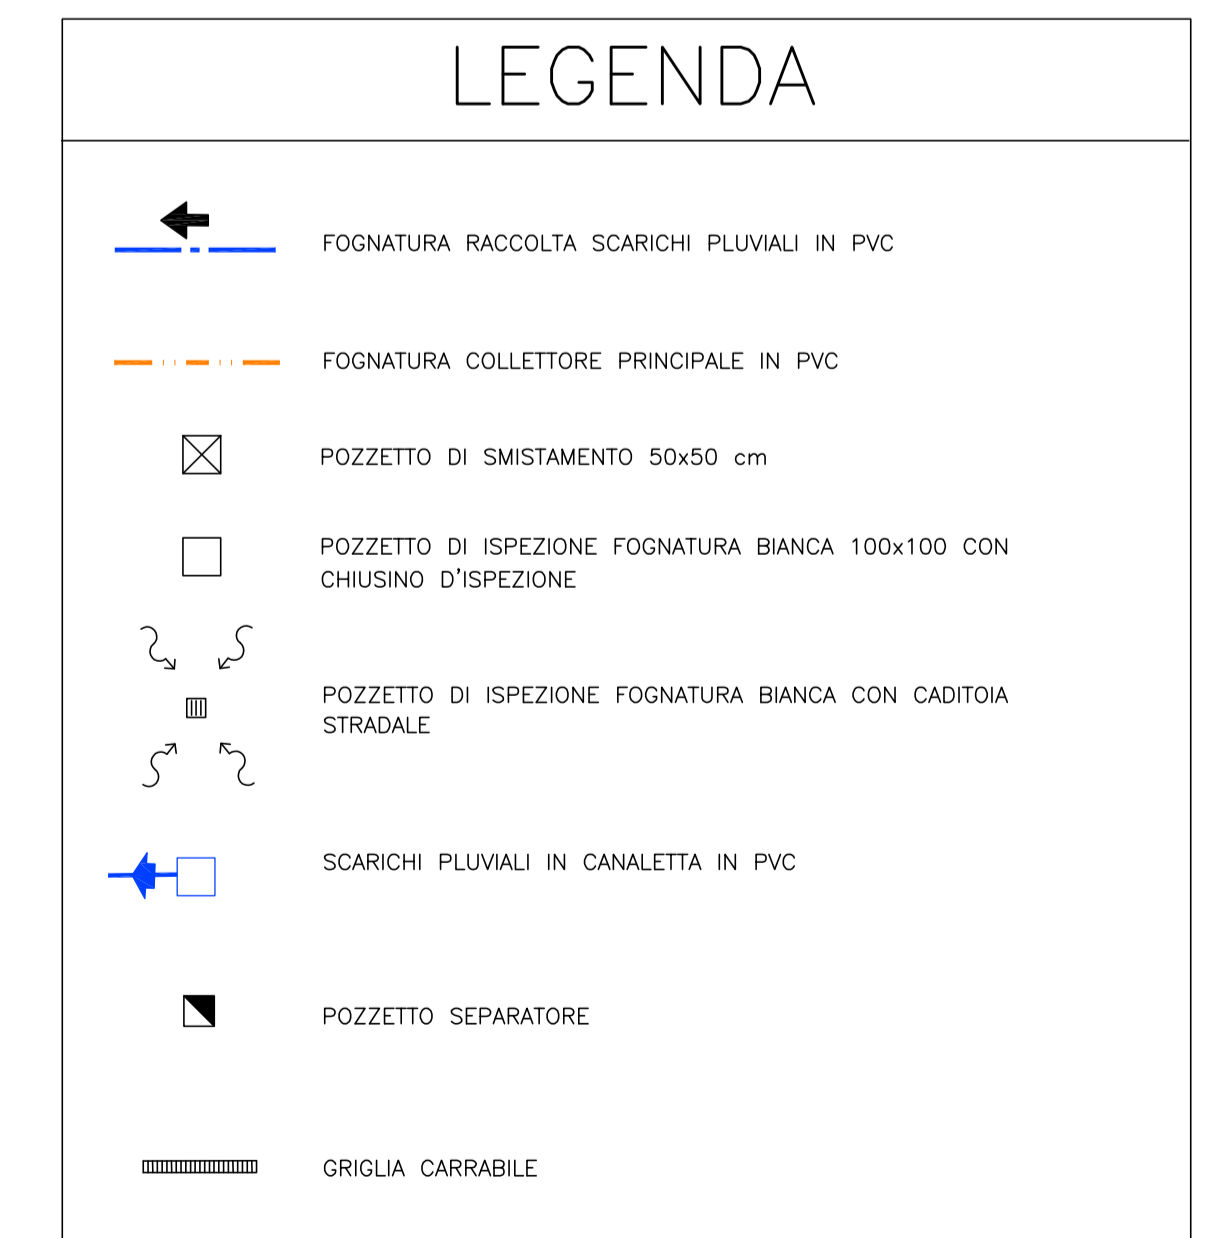 LEGENDA
FOGNATURA RACCOLTA SCARICHI PLUVIALI IN PVC
FOGNATURA COLLETTORE PRINCIPALE IN PVC
POZZETTO DI SMISTAMENTO 50x50 cm
POZZETTO DI ISPEZIONE FOGNATURA BIANCA 100x100 CON
CHIUSINO D'ISPEZIONE
POZZETTO DI ISPEZIONE FOGNATURA BIANCA CON CADITOIA
STRADALE
SCARICHI PLUVIALI IN CANALETTA IN PVC
POZZETTO SEPARATORE
GRIGLIA CARRABILE